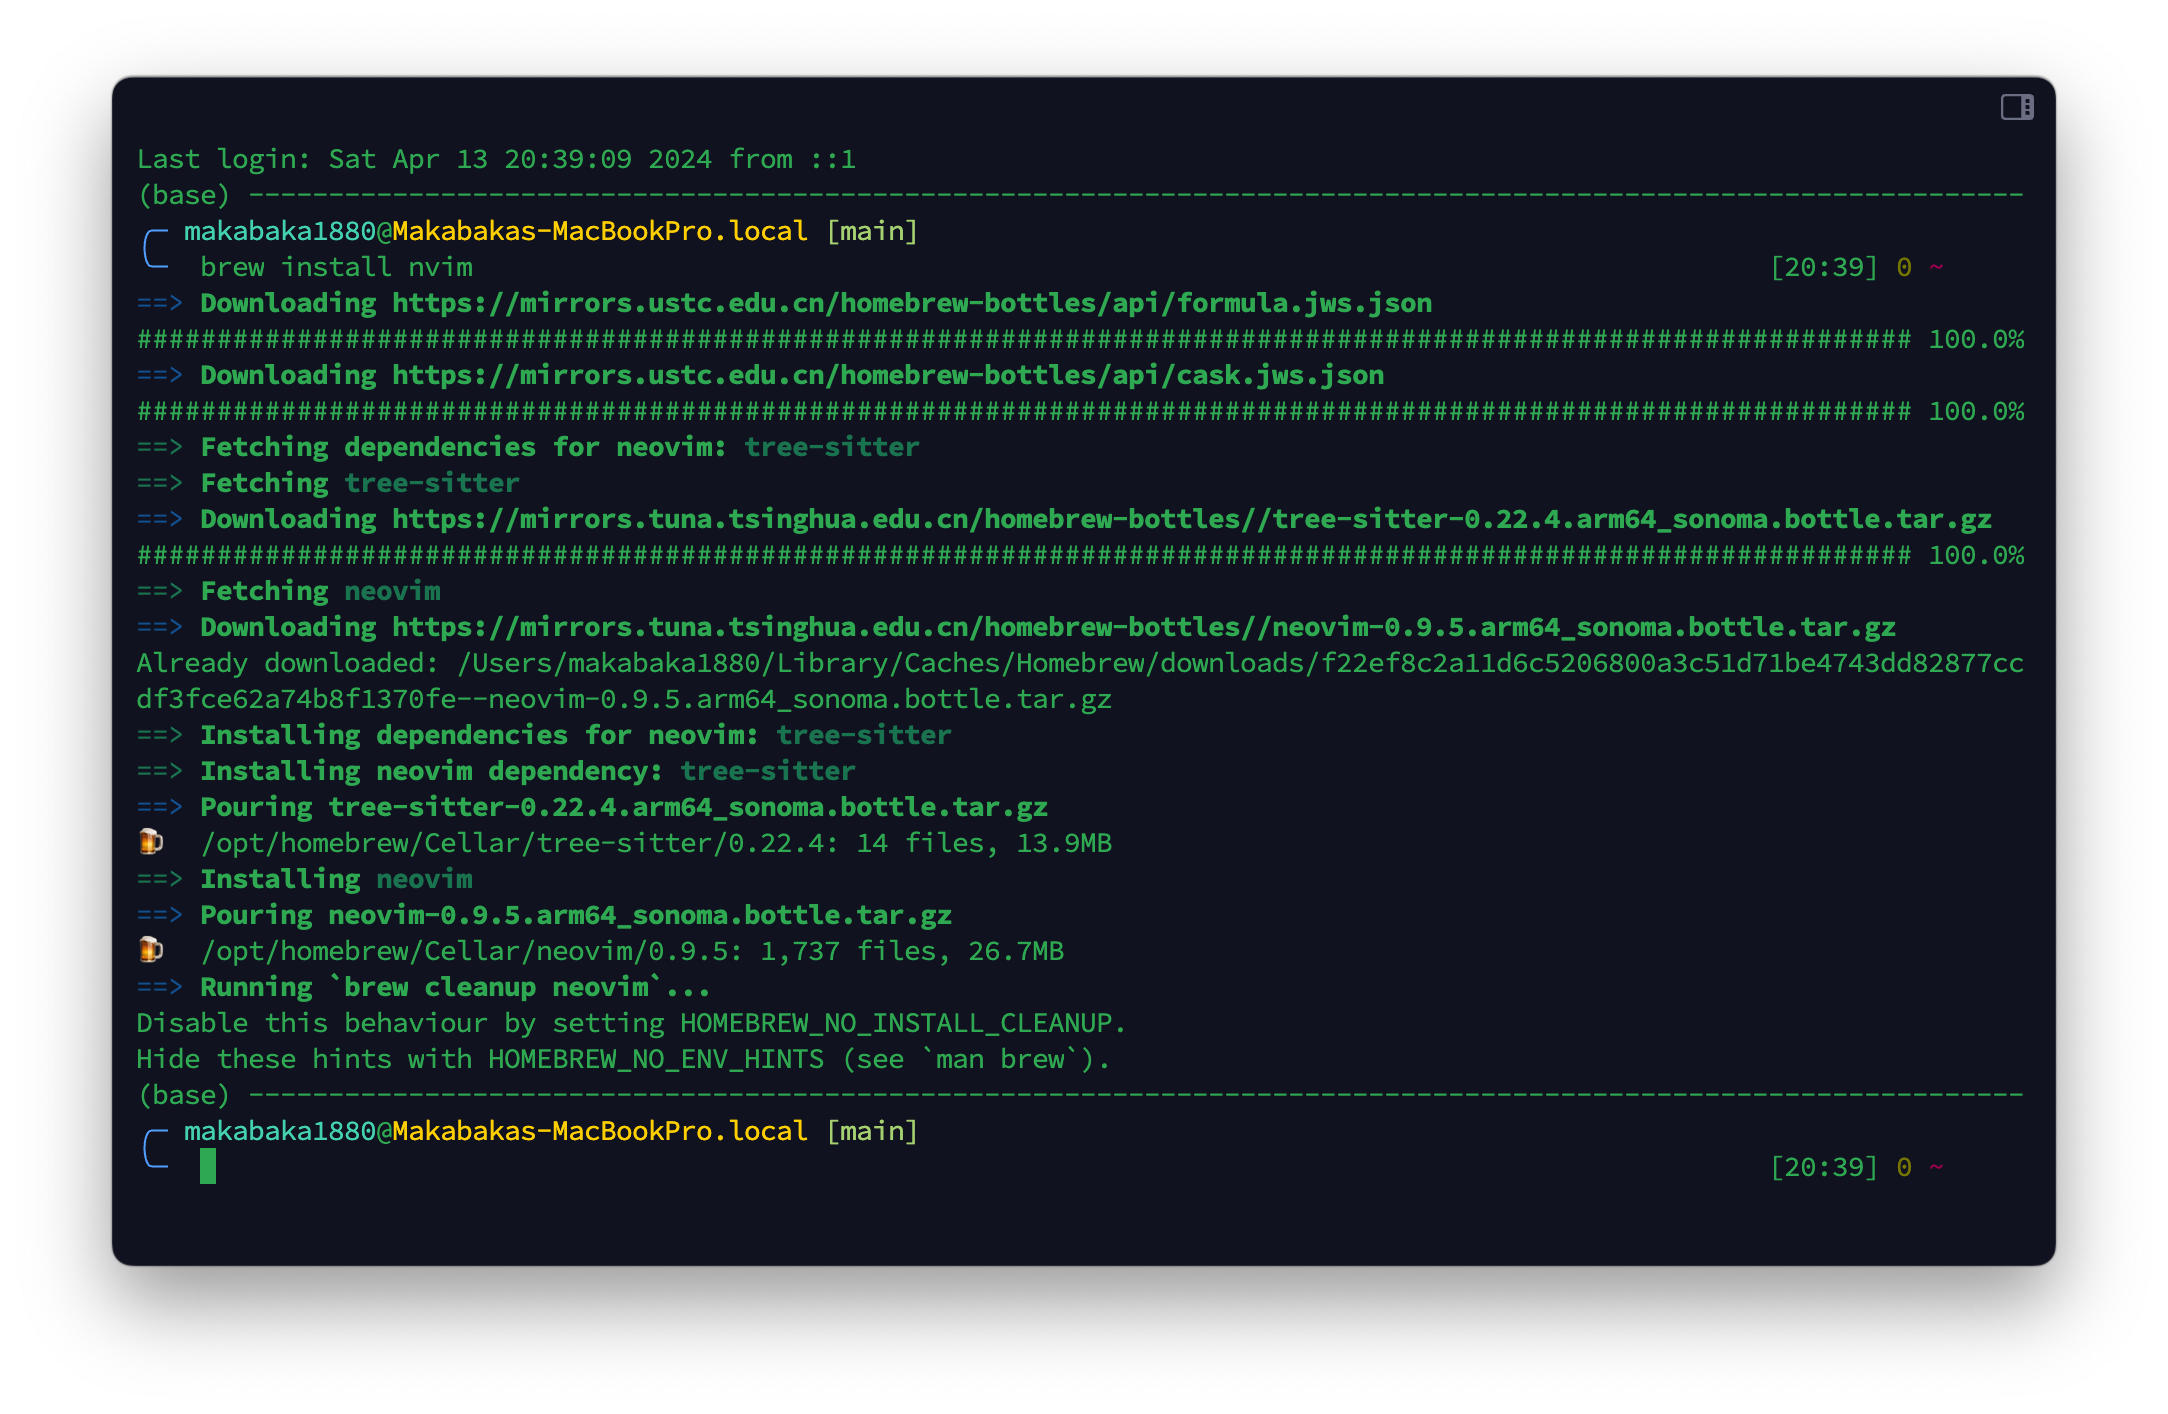 Last login: Sat Apr 13 20:39:09 2024 from ::1
(base) ---------------------------------------------------------------------------------------------------------------
╭─ makabaka1880@Makabakas-MacBookPro.local [main]
╰─  brew install nvim [20:39] 0 ~
==> Downloading https://mirrors.ustc.edu.cn/homebrew-bottles/api/formula.jws.json
############################################################################################################### 100.0%
==> Downloading https://mirrors.ustc.edu.cn/homebrew-bottles/api/cask.jws.json
############################################################################################################### 100.0%
==> Fetching dependencies for neovim: tree-sitter
==> Fetching tree-sitter
==> Downloading https://mirrors.tuna.tsinghua.edu.cn/homebrew-bottles//tree-sitter-0.22.4.arm64_sonoma.bottle.tar.gz
############################################################################################################### 100.0%
==> Fetching neovim
==> Downloading https://mirrors.tuna.tsinghua.edu.cn/homebrew-bottles//neovim-0.9.5.arm64_sonoma.bottle.tar.gz
Already downloaded: /Users/makabaka1880/Library/Caches/Homebrew/downloads/f22ef8c2a11d6c5206800a3c51d71be4743dd82877cc
df3fce62a74b8f1370fe--neovim-0.9.5.arm64_sonoma.bottle.tar.gz
==> Installing dependencies for neovim: tree-sitter
==> Installing neovim dependency: tree-sitter
==> Pouring tree-sitter-0.22.4.arm64_sonoma.bottle.tar.gz
🍺  /opt/homebrew/Cellar/tree-sitter/0.22.4: 14 files, 13.9MB
==> Installing neovim
==> Pouring neovim-0.9.5.arm64_sonoma.bottle.tar.gz
🍺  /opt/homebrew/Cellar/neovim/0.9.5: 1,737 files, 26.7MB
==> Running `brew cleanup neovim`...
Disable this behaviour by setting HOMEBREW_NO_INSTALL_CLEANUP.
Hide these hints with HOMEBREW_NO_ENV_HINTS (see `man brew`).
(base) ---------------------------------------------------------------------------------------------------------------
╭─ makabaka1880@Makabakas-MacBookPro.local [main]
╰─ [20:39] 0 ~